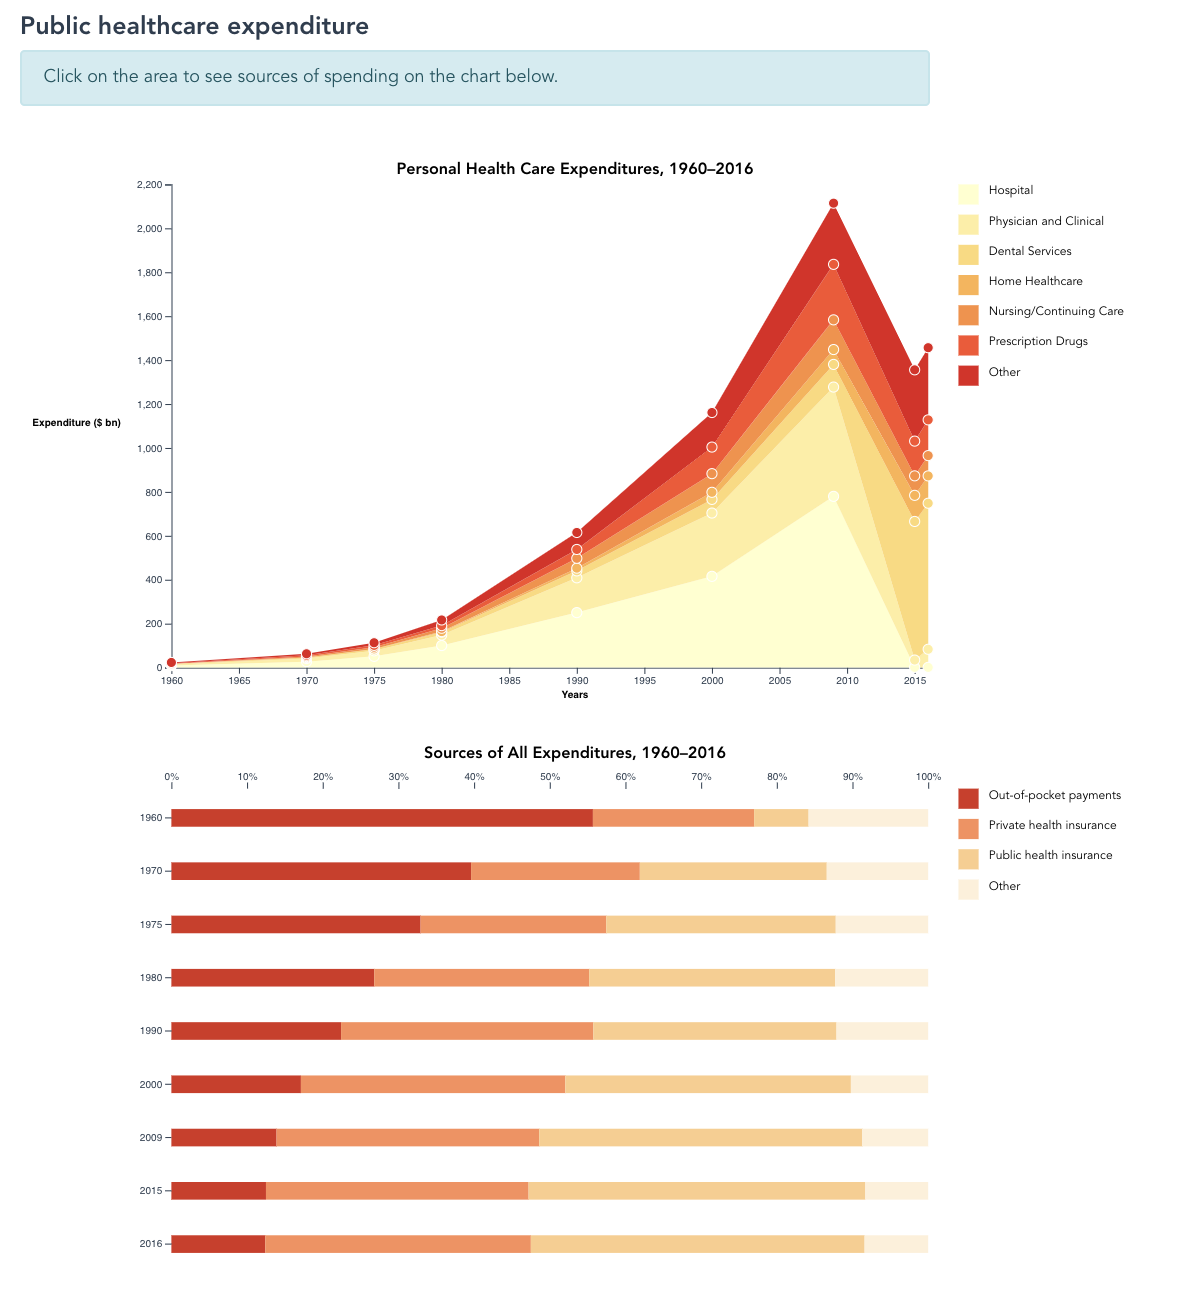 Public healthcare expenditure
Click on the area to see sources of spending on the chart below.
Personal Health Care Expenditures, 1960–2016
2,200
2,000
1,800
1,600
1,400
1,200
1,000
800
600
400
200
0
Expenditure ($ bn)
1960 1965 1970 1975 1980 1985 1990 1995 2000 2005 2010 2015
Years
Hospital
Physician and Clinical
Dental Services
Home Healthcare
Nursing/Continuing Care
Prescription Drugs
Other
Sources of All Expenditures, 1960–2016
0% 10% 20% 30% 40% 50% 60% 70% 80% 90% 100%
1960
1970
1975
1980
1990
2000
2009
2015
2016
Out-of-pocket payments
Private health insurance
Public health insurance
Other